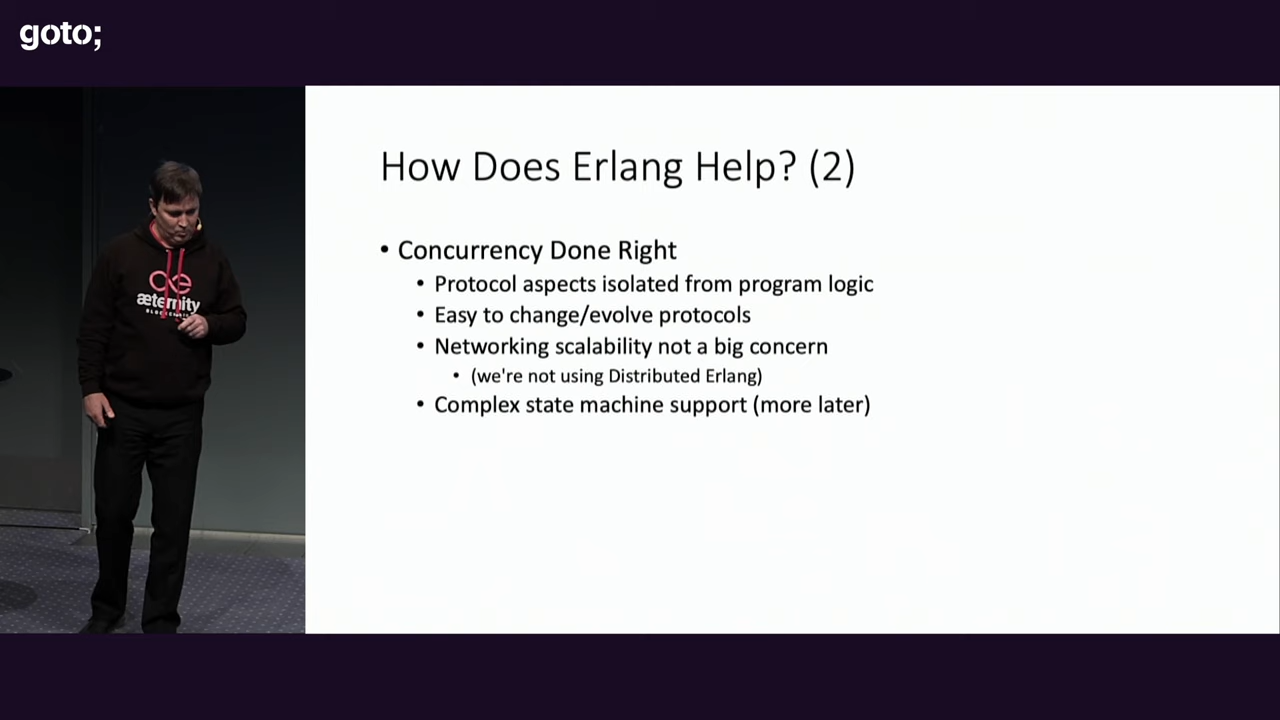 goto;
How Does Erlang Help? (2)
• Concurrency Done Right
• Protocol aspects isolated from program logic
• Easy to change/evolve protocols
• Networking scalability not a big concern
• (we're not using Distributed Erlang)
• Complex state machine support (more later)
æternity
BLOCKCHAIN